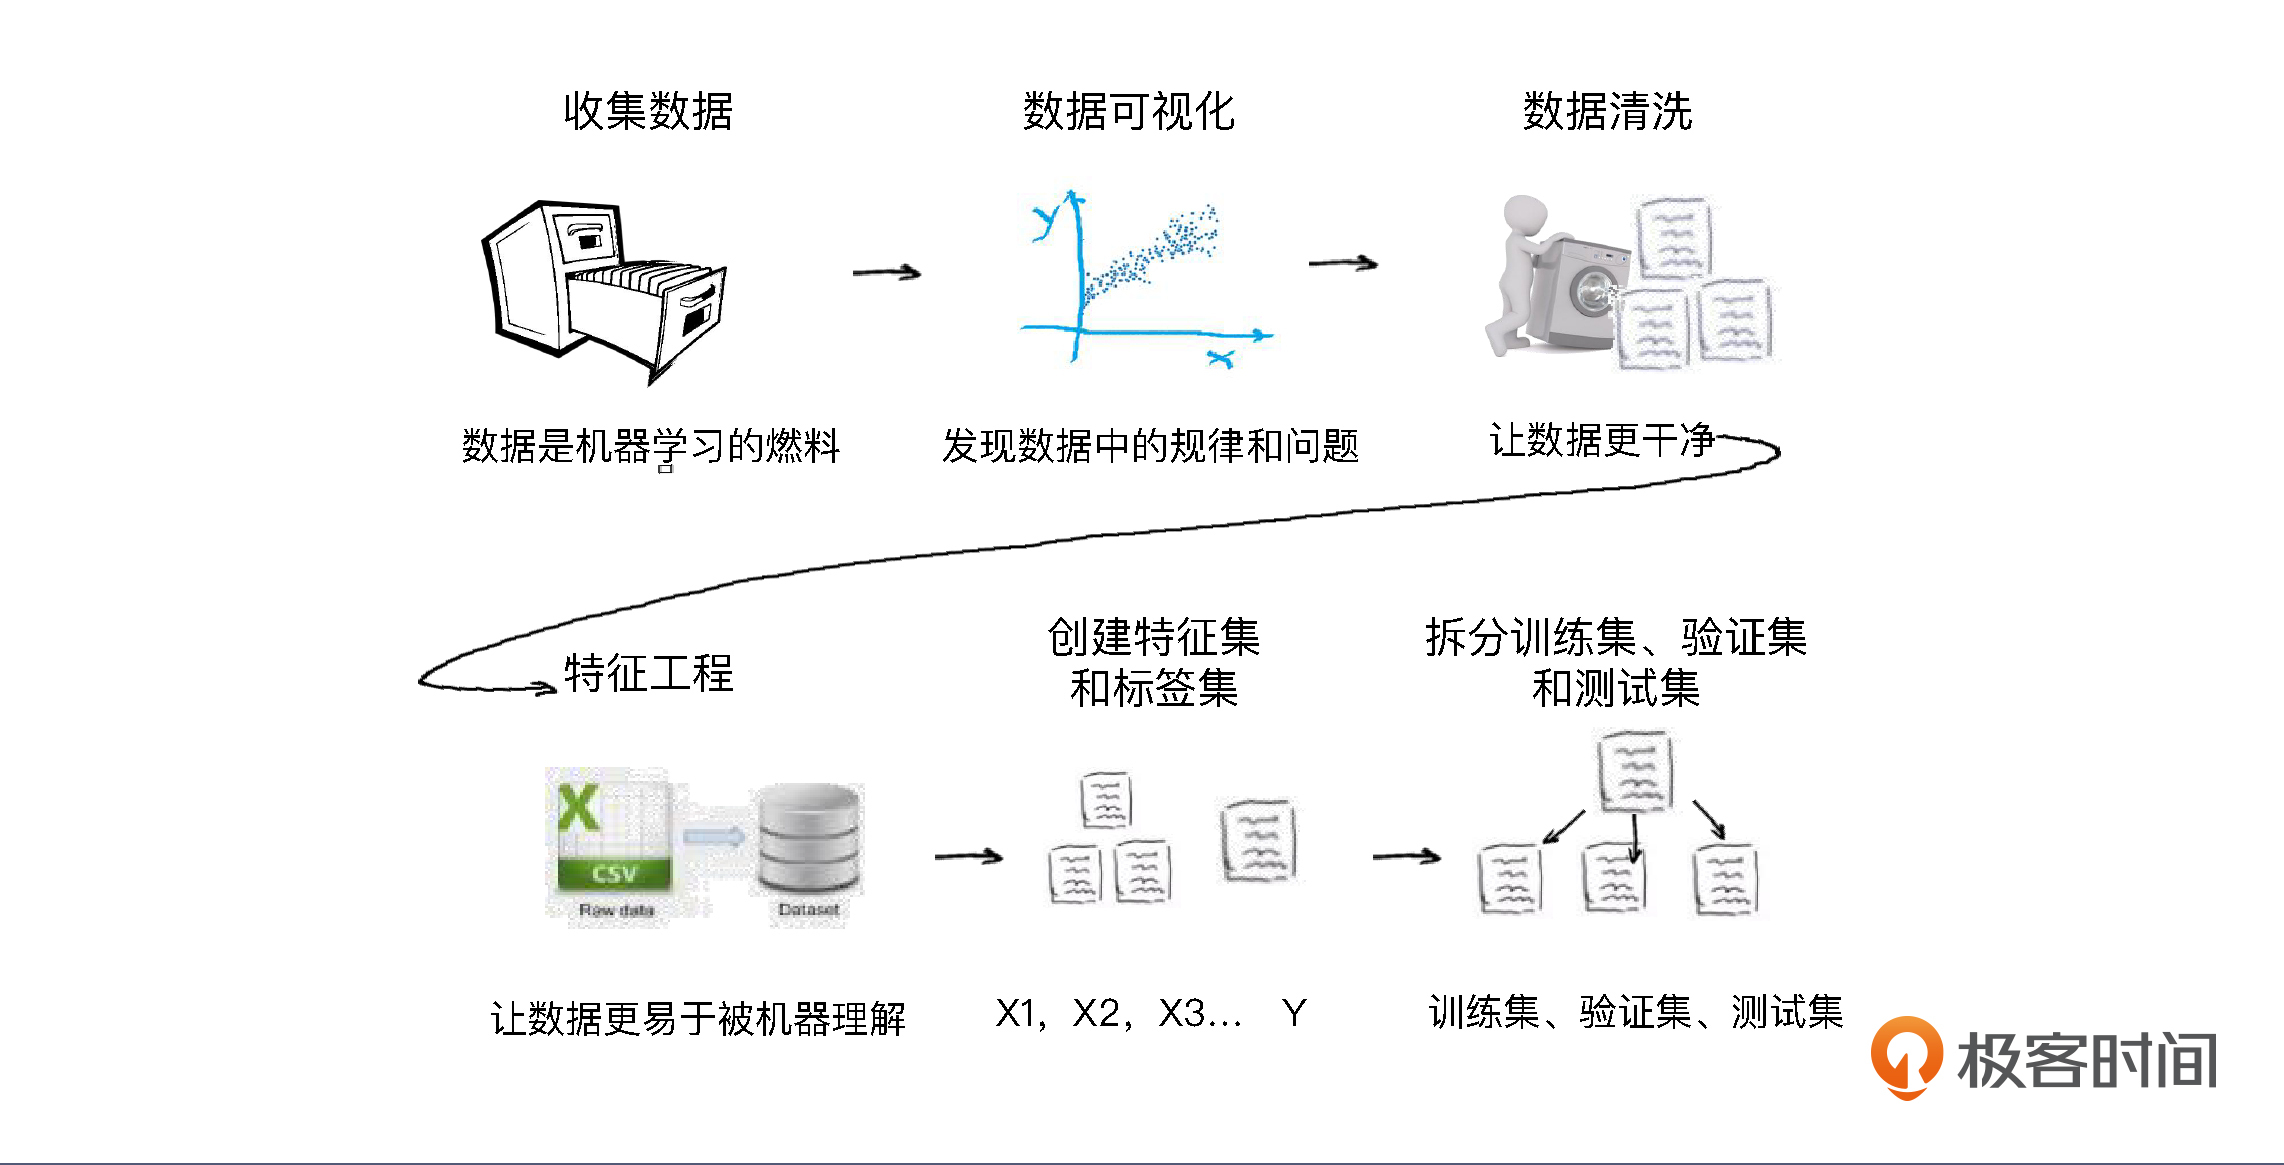 收集数据
数据可视化
数据清洗
y
x
数据是机器学习的燃料
发现数据中的规律和问题
让数据更干净
特征工程
创建特征集
和标签集
拆分训练集、验证集
和测试集
X
CSV
Raw data
Dataset
让数据更易于被机器理解
X1，X2，X3... Y
训练集、验证集、测试集
极客时间